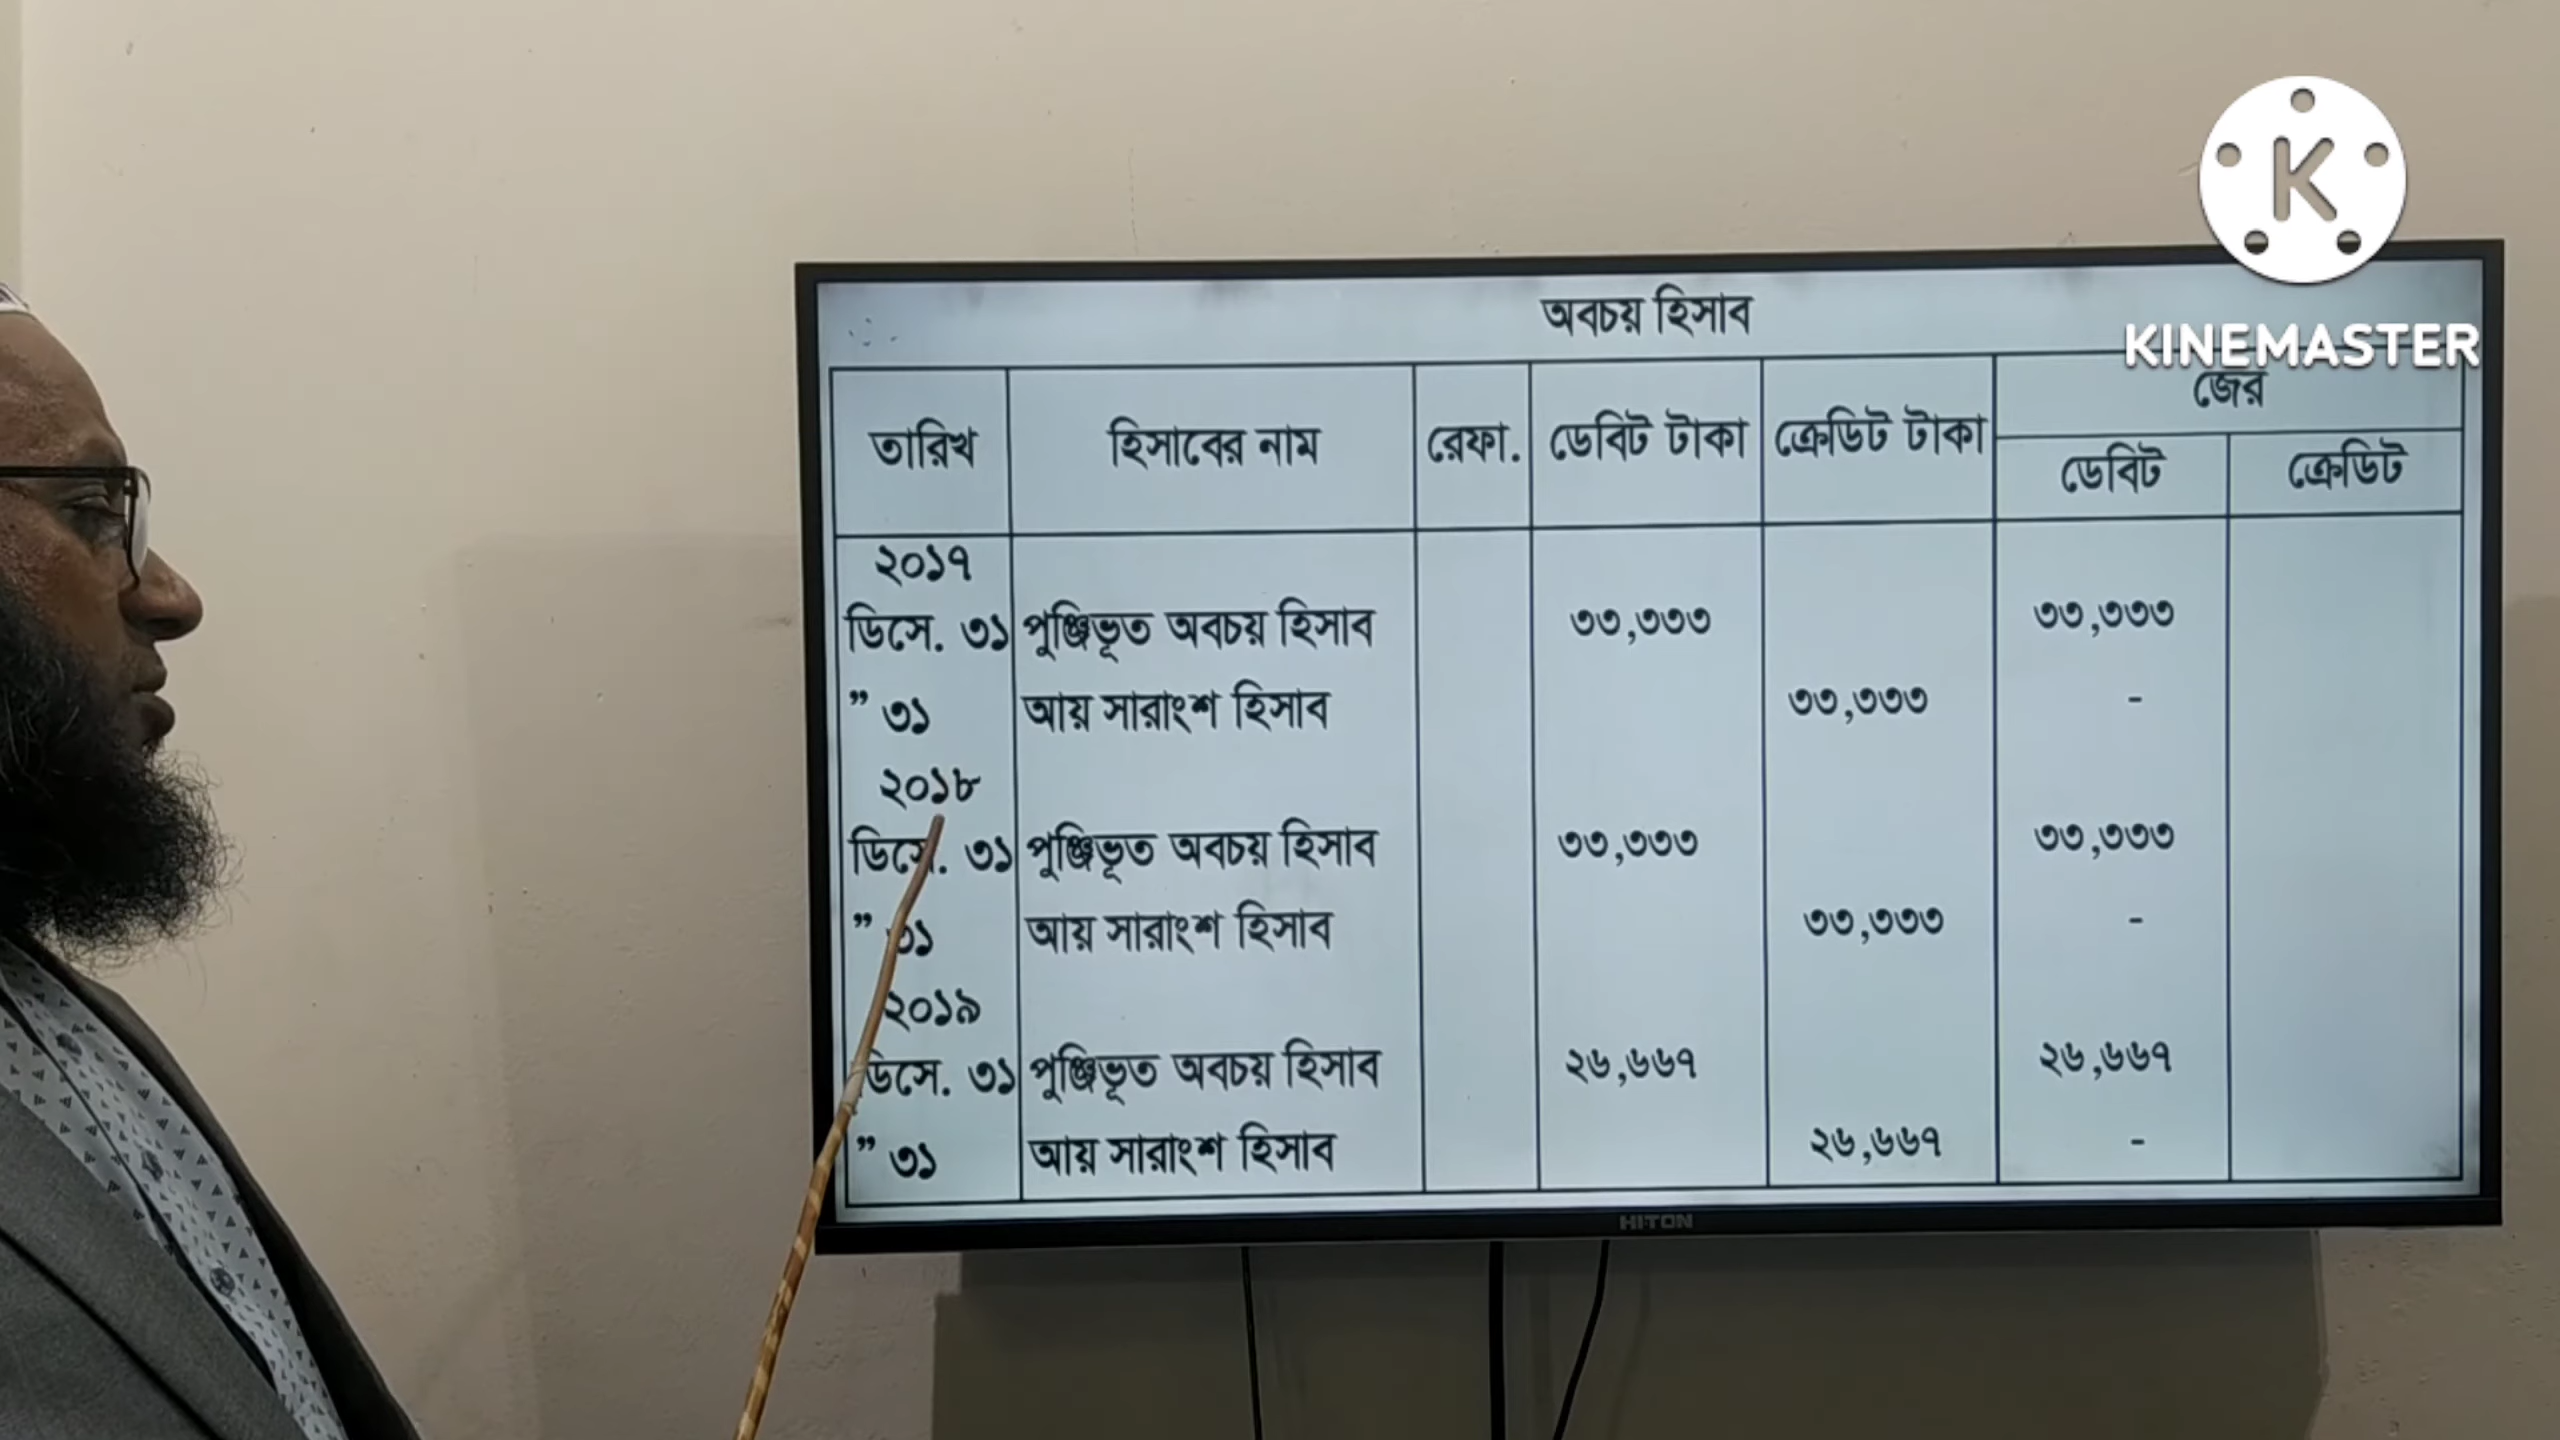 K
KINEMASTER
অবচয় হিসাব
তারিখ হিসাবের নাম রেফা. ডেবিট টাকা ক্রেডিট টাকা জের
ডেবিট ক্রেডিট
২০১৭
ডিসে. ৩১ পুঞ্জিভূত অবচয় হিসাব ৩৩,৩৩৩ ৩৩,৩৩৩
” ৩১ আয় সারাংশ হিসাব ৩৩,৩৩৩ -
২০১৮
ডিসে. ৩১ পুঞ্জিভূত অবচয় হিসাব ৩৩,৩৩৩ ৩৩,৩৩৩
” ৩১ আয় সারাংশ হিসাব ৩৩,৩৩৩ -
২০১৯
ডিসে. ৩১ পুঞ্জিভূত অবচয় হিসাব ২৬,৬৬৭ ২৬,৬৬৭
” ৩১ আয় সারাংশ হিসাব ২৬,৬৬৭ -
HITON